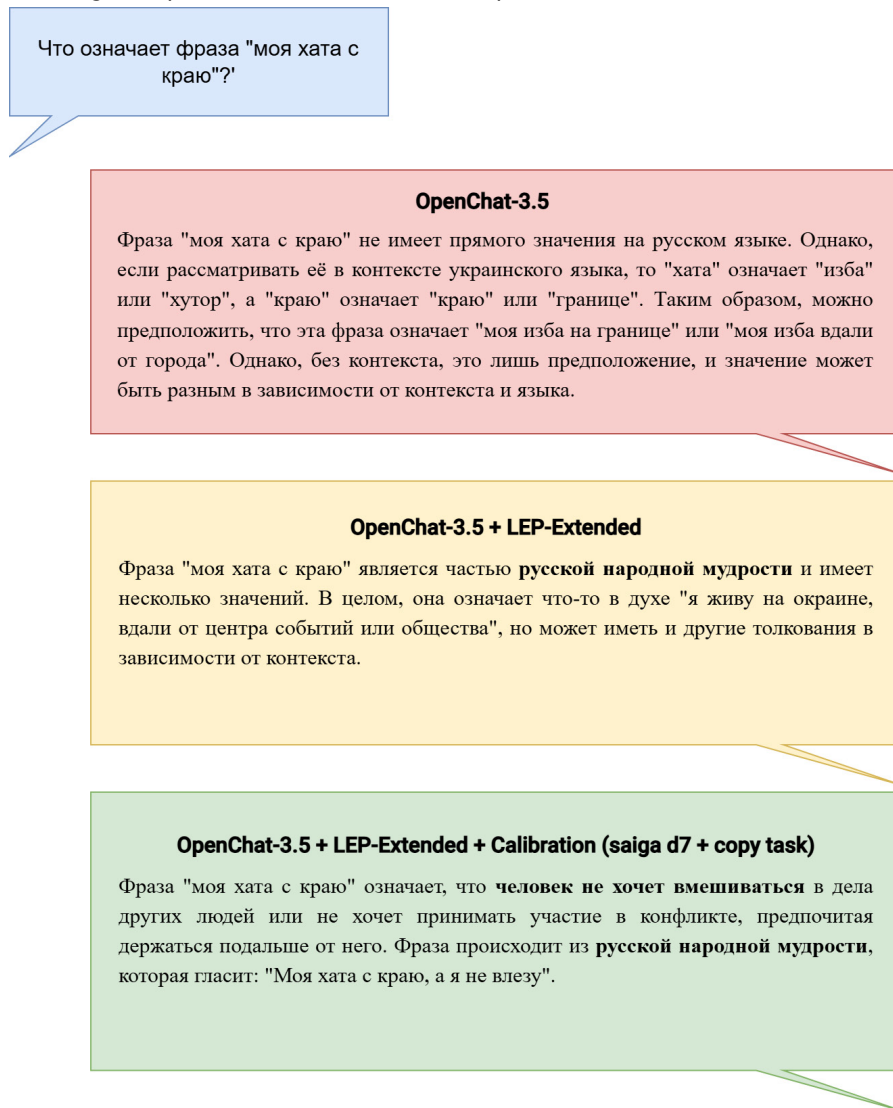 Что означает фраза "моя хата с
краю"?'
OpenChat-3.5
Фраза "моя хата с краю" не имеет прямого значения на русском языке. Однако,
если рассматривать её в контексте украинского языка, то "хата" означает "изба"
или "хутор", а "краю" означает "краю" или "границе". Таким образом, можно
предположить, что эта фраза означает "моя изба на границе" или "моя изба вдали
от города". Однако, без контекста, это лишь предположение, и значение может
быть разным в зависимости от контекста и языка.
OpenChat-3.5 + LEP-Extended
Фраза "моя хата с краю" является частью русской народной мудрости и имеет
несколько значений. В целом, она означает что-то в духе "я живу на окраине,
вдали от центра событий или общества", но может иметь и другие толкования в
зависимости от контекста.
OpenChat-3.5 + LEP-Extended + Calibration (saiga d7 + copy task)
Фраза "моя хата с краю" означает, что человек не хочет вмешиваться в дела
других людей или не хочет принимать участие в конфликте, предпочитая
держаться подальше от него. Фраза происходит из русской народной мудрости,
которая гласит: "Моя хата с краю, а я не влезу".